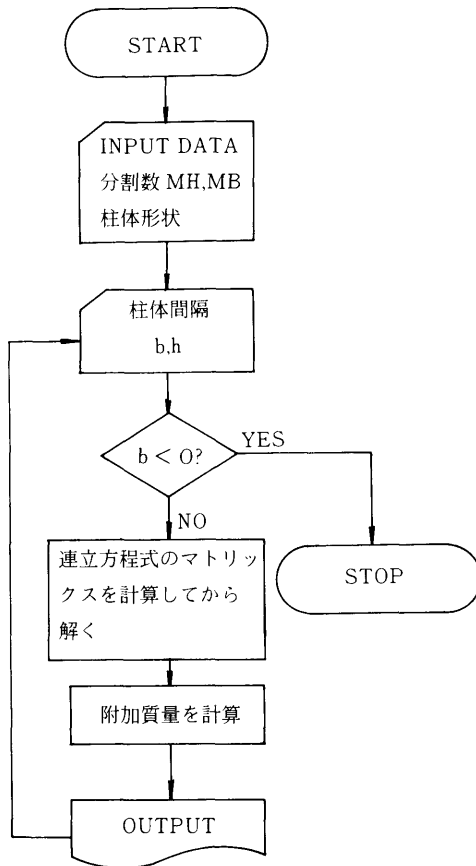 START
INPUT DATA
分割数 MH,MB
柱体形状
柱体間隔
b,h
b < O?
YES
NO
連立方程式のマトリッ
クスを計算してから
解く
STOP
附加質量を計算
OUTPUT